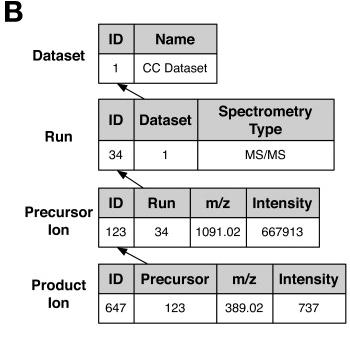 B
Dataset
ID Name
1 CC Dataset
Run
ID Dataset Spectrometry
Type
34 1 MS/MS
Precursor
Ion
ID Run m/z Intensity
123 34 1091.02 667913
Product
Ion
ID Precursor m/z Intensity
647 123 389.02 737